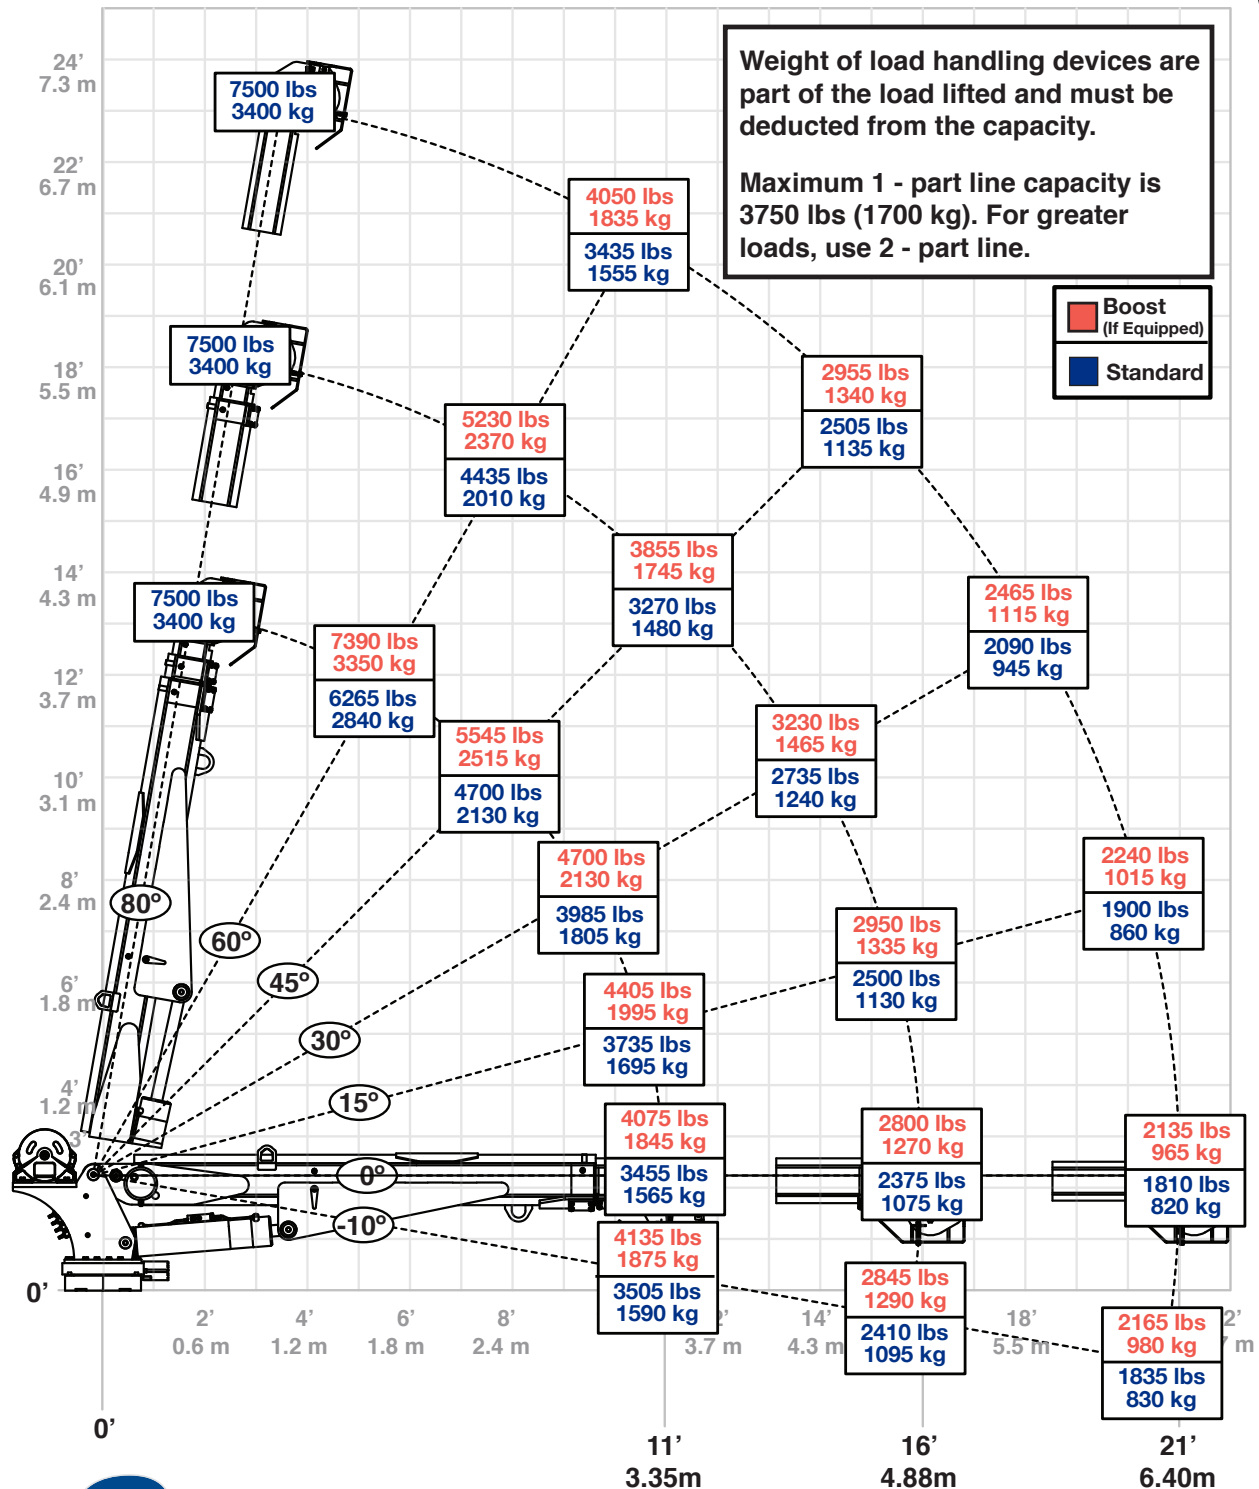 24’
7.3 m
22’
6.7 m
20’
6.1 m
18’
5.5 m
16’
4.9 m
14’
4.3 m
12’
3.7 m
10’
3.1 m
8’
2.4 m
6’
1.8 m
4’
1.2 m
3’
0’
Weight of load handling devices are
part of the load lifted and must be
deducted from the capacity.
Maximum 1 - part line capacity is
3750 lbs (1700 kg). For greater
loads, use 2 - part line.
Boost
(If Equipped)
Standard
7500 lbs
3400 kg
4050 lbs
1835 kg
3435 lbs
1555 kg
7500 lbs
3400 kg
2955 lbs
1340 kg
2505 lbs
1135 kg
5230 lbs
2370 kg
4435 lbs
2010 kg
3855 lbs
1745 kg
3270 lbs
1480 kg
7500 lbs
3400 kg
2465 lbs
1115 kg
2090 lbs
945 kg
7390 lbs
3350 kg
6265 lbs
2840 kg
3230 lbs
1465 kg
2735 lbs
1240 kg
5545 lbs
2515 kg
4700 lbs
2130 kg
4700 lbs
2130 kg
3985 lbs
1805 kg
2240 lbs
1015 kg
1900 lbs
860 kg
2950 lbs
1335 kg
2500 lbs
1130 kg
4405 lbs
1995 kg
3735 lbs
1695 kg
80º
60º
45º
30º
15º
0º
-10º
4075 lbs
1845 kg
3455 lbs
1565 kg
2800 lbs
1270 kg
2375 lbs
1075 kg
2135 lbs
965 kg
1810 lbs
820 kg
4135 lbs
1875 kg
3505 lbs
1590 kg
2845 lbs
1290 kg
2410 lbs
1095 kg
2165 lbs
980 kg
1835 lbs
830 kg
2’
0.6 m
4’
1.2 m
6’
1.8 m
8’
2.4 m
2’
3.7 m
14’
4.3 m
18’
5.5 m
2’
7 m
0’
11’
3.35m
16’
4.88m
21’
6.40m